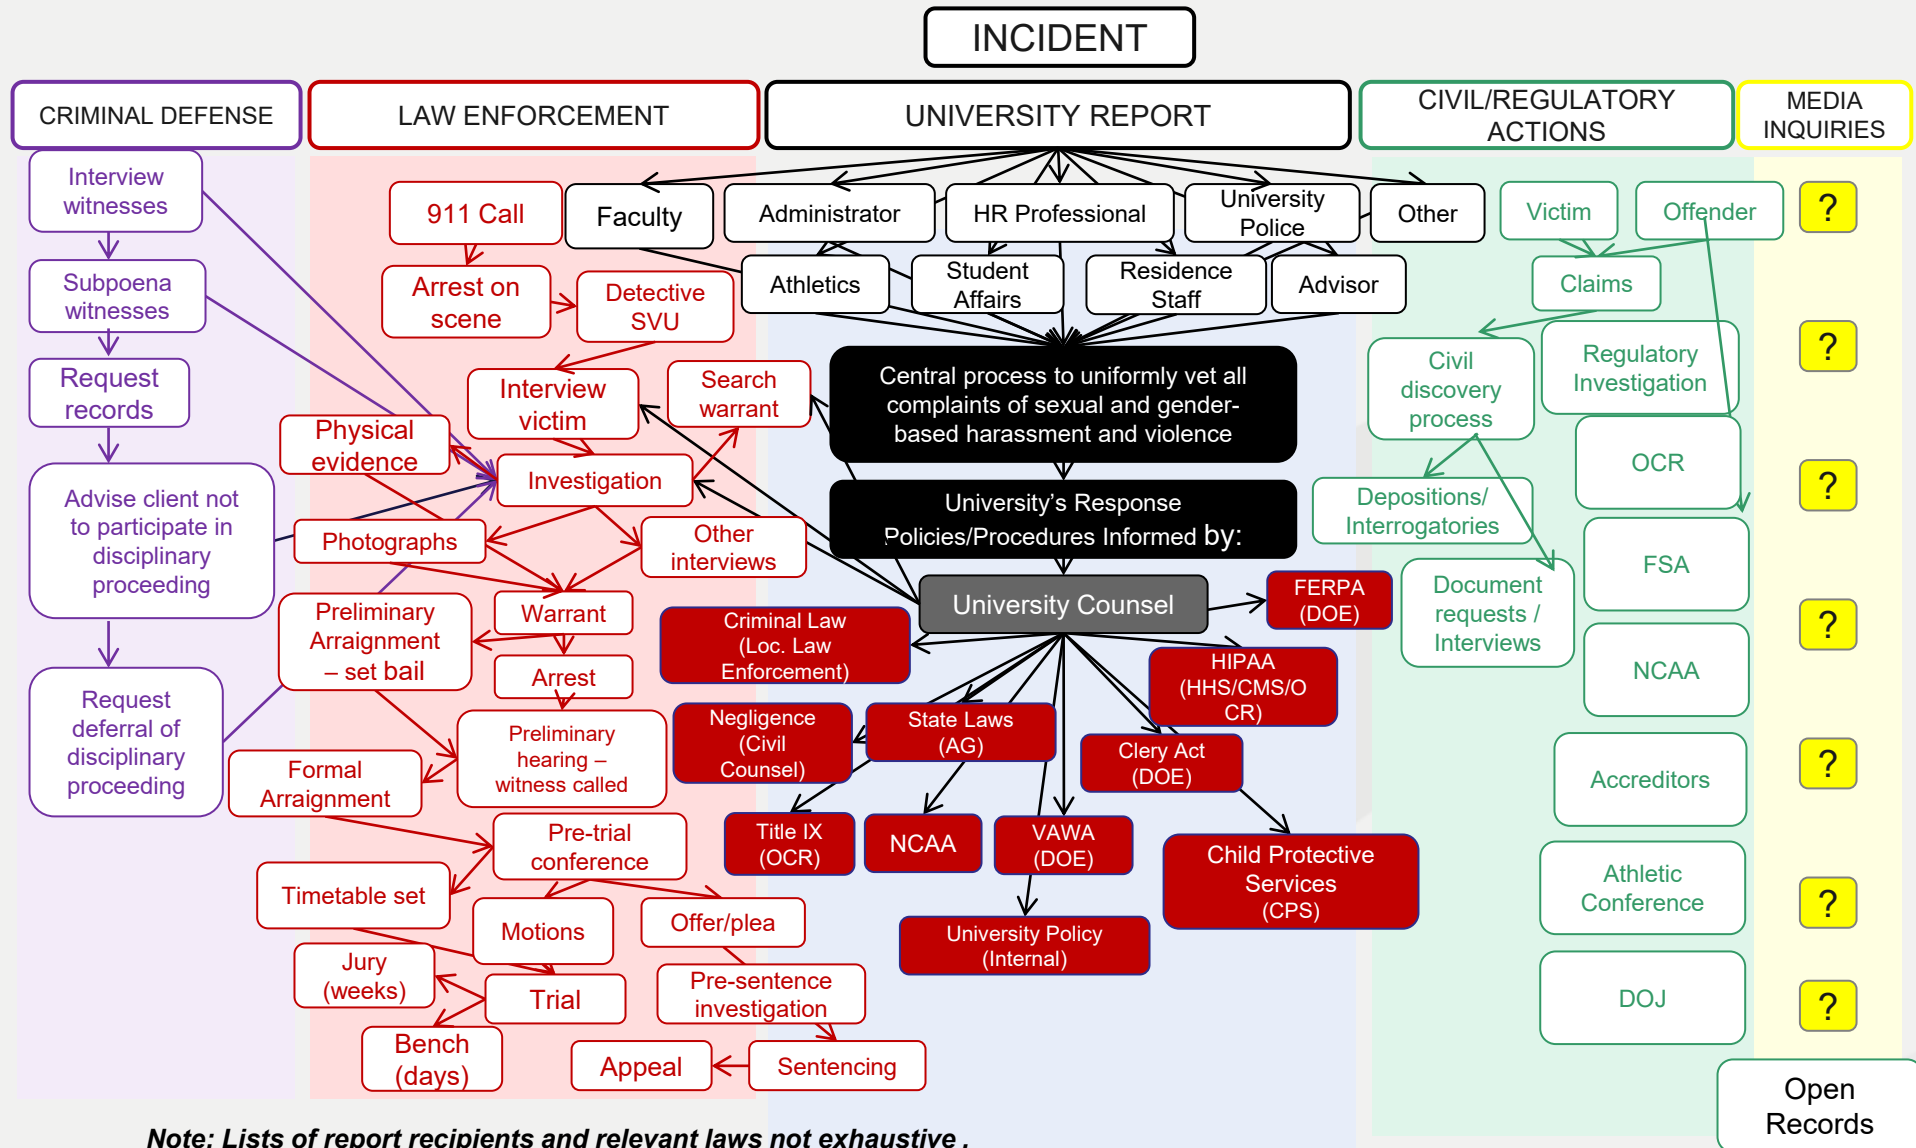 INCIDENT
CRIMINAL DEFENSE
LAW ENFORCEMENT
UNIVERSITY REPORT
CIVIL/REGULATORY
ACTIONS
MEDIA
INQUIRIES
Interview
witnesses
Subpoena
witnesses
Request
records
Advise client not
to participate in
disciplinary
proceeding
Request
deferral of
disciplinary
proceeding
911 Call
Arrest on
scene
Detective
SVU
Interview
victim
Search
warrant
Physical
evidence
Investigation
Photographs
Other
interviews
Warrant
Preliminary
Arraignment
– set bail
Arrest
Preliminary
hearing –
witness called
Formal
Arraignment
Pre-trial
conference
Timetable set
Motions
Offer/plea
Jury
(weeks)
Trial
Pre-sentence
investigation
Bench
(days)
Appeal
Sentencing
Faculty
Administrator
HR Professional
University
Police
Other
Athletics
Student
Affairs
Residence
Staff
Advisor
Central process to uniformly vet all
complaints of sexual and gender-
based harassment and violence
University’s Response
Policies/Procedures Informed by:
University Counsel
FERPA
(DOE)
Criminal Law
(Loc. Law
Enforcement)
HIPAA
(HHS/CMS/O
CR)
Negligence
(Civil
Counsel)
State Laws
(AG)
Clery Act
(DOE)
Title IX
(OCR)
NCAA
VAWA
(DOE)
Child Protective
Services
(CPS)
University Policy
(Internal)
Victim
Offender
Claims
Civil
discovery
process
Regulatory
Investigation
OCR
Depositions/
Interrogatories
FSA
Document
requests /
Interviews
NCAA
Accreditors
Athletic
Conference
DOJ
?
?
?
?
?
?
?
Open
Records
Note: Lists of report recipients and relevant laws not exhaustive .